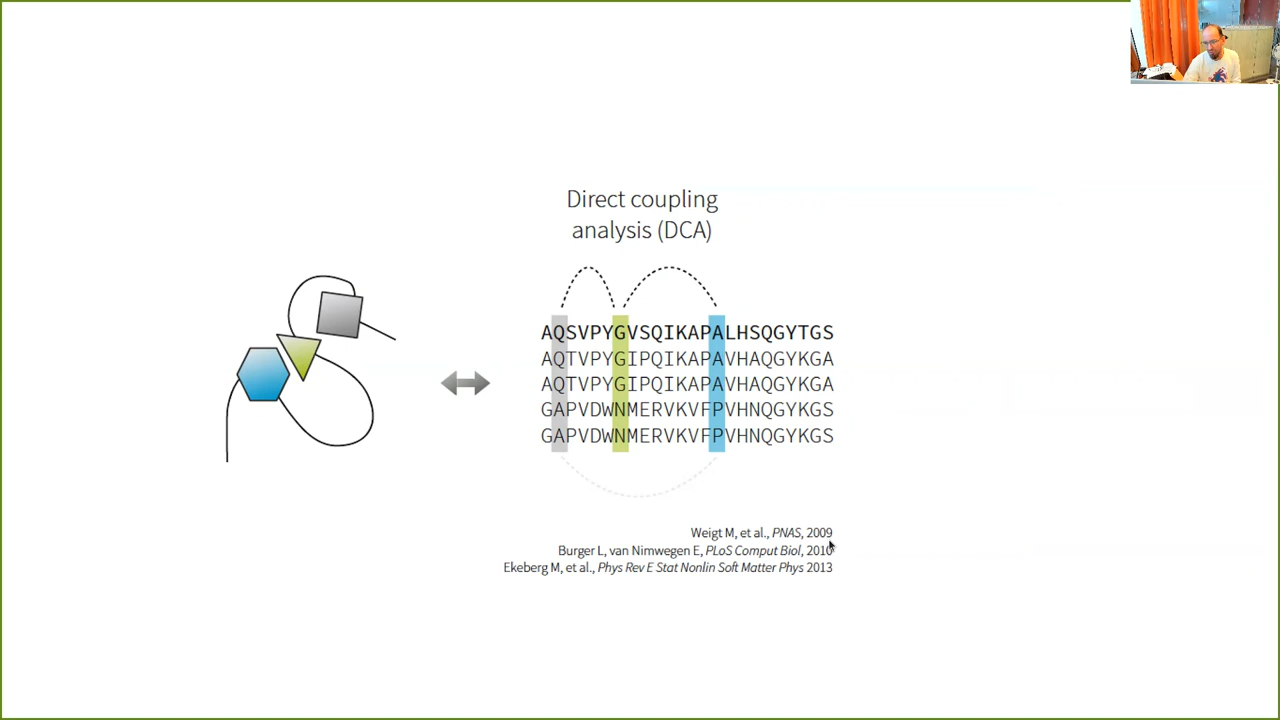 Direct coupling
analysis (DCA)
AQSVPYGVSQIKAPALHSQGYTGS
AQTVPYGIPQIKAPAVHAQGYKGA
AQTVPYGIPQIKAPAVHAQGYKGA
GAPVDWNMERVKVFPVHNQGYKGS
GAPVDWNMERVKVFPVHNQGYKGS
Weigt M, et al., PNAS, 2009
Burger L, van Nimwegen E, PLoS Comput Biol, 2010
Ekeberg M, et al., Phys Rev E Stat Nonlin Soft Matter Phys 2013